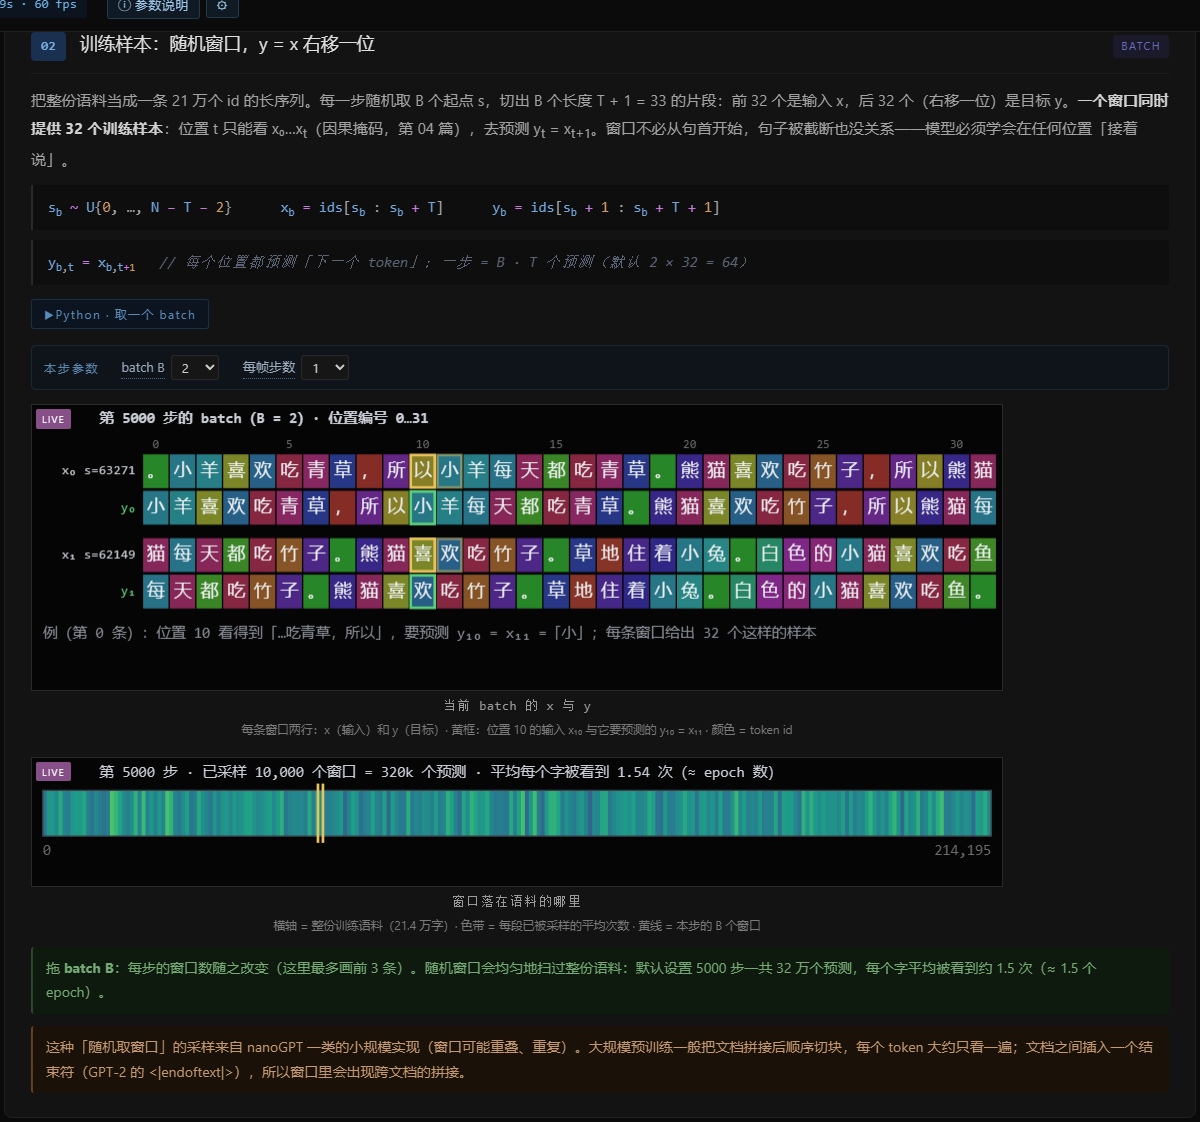 9s · 60 fps
ⓘ 参数说明
⚙
02
训练样本：随机窗口，y = x 右移一位
BATCH
把整份语料当成一条 21 万个 id 的长序列。每一步随机取 B 个起点 s，切出 B 个长度 T + 1 = 33 的片段：前 32 个是输入 x，后 32 个（右移一位）是目标 y。一个窗口同时
提供 32 个训练样本：位置 t 只能看 x₀…xt（因果掩码，第 04 篇），去预测 yt = xt+1。窗口不必从句首开始，句子被截断也没关系——模型必须学会在任何位置「接着
说」。
sb ~ U{0, …, N − T − 2} xb = ids[sb : sb + T] yb = ids[sb + 1 : sb + T + 1]
yb,t = xb,t+1 // 每个位置都预测「下一个 token」; 一步 = B · T 个预测（默认 2 × 32 = 64）
▶Python · 取一个 batch
本步参数 batch B 2 每帧步数 1
LIVE 第 5000 步的 batch (B = 2) · 位置编号 0…31
0 5 10 15 20 25 30
x₀ s=63271 。小羊喜欢吃青草，所以小羊每天都吃青草。熊猫喜欢吃竹子，所以熊猫
y₀ 小羊喜欢吃青草，所以小羊每天都吃青草。熊猫喜欢吃竹子，所以熊猫每
x₁ s=62149 猫每天都吃竹子。熊猫喜欢吃竹子。草地住着小兔。白色的小猫喜欢吃鱼
y₁ 每天都吃竹子。熊猫喜欢吃竹子。草地住着小兔。白色的小猫喜欢吃鱼。
例（第 0 条）：位置 10 看得到「…吃青草，所以」，要预测 y₁₀ = x₁₁ =「小」；每条窗口给出 32 个这样的样本
当前 batch 的 x 与 y
每条窗口两行：x（输入）和 y（目标）· 黄框：位置 10 的输入 x₁₀ 与它要预测的 y₁₀ = x₁₁ · 颜色 = token id
LIVE 第 5000 步 · 已采样 10,000 个窗口 = 320k 个预测 · 平均每个字被看到 1.54 次 (≈ epoch 数)
0 214,195
窗口落在语料的哪里
横轴 = 整份训练语料（21.4 万字）· 色带 = 每段已被采样的平均次数 · 黄线 = 本步的 B 个窗口
拖 batch B：每步的窗口数随之改变（这里最多画前 3 条）。随机窗口会均匀地扫过整份语料：默认设置 5000 步一共 32 万个预测，每个字平均被看到约 1.5 次（≈ 1.5 个
epoch）。
这种「随机取窗口」的采样来自 nanoGPT 一类的小规模实现（窗口可能重叠、重复）。大规模预训练一般把文档拼接后顺序切块，每个 token 大约只看一遍；文档之间插入一个结
束符（GPT-2 的 <|endoftext|>），所以窗口里会出现跨文档的拼接。